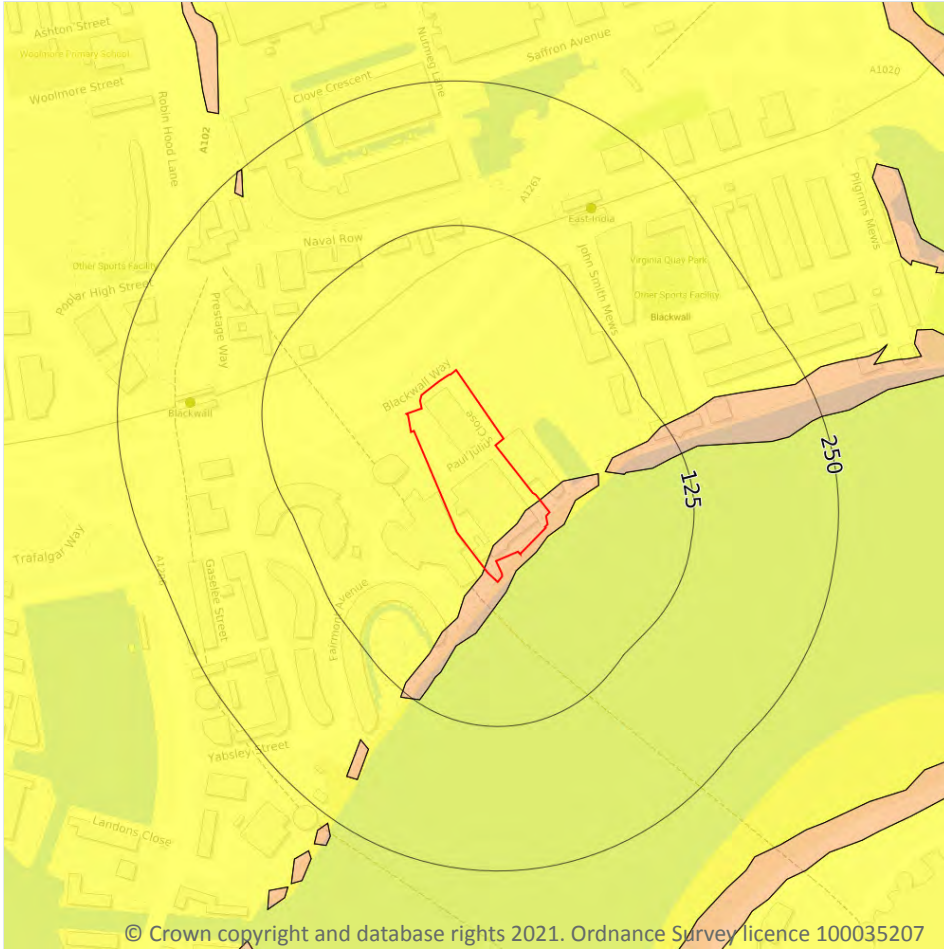 Ashton Street
Woolmore Primary School
Woolmore Street
Robin Hood Lane
A102
Clove Crescent
Nutmeg Lane
Saffron Avenue
A1020
A1261
East India
Pilgrims Mews
Naval Row
John Smith Mews
Virginia Quay Park
Other Sports Facility
Blackwall
Other Sports Facility
Poplar High Street
Prestage Way
Blackwall
Blackwall Way
Paul Julius Close
125
250
Trafalgar Way
Gaselee Street
Fairmont Avenue
Yabsley Street
Landons Close
© Crown copyright and database rights 2021. Ordnance Survey licence 100035207